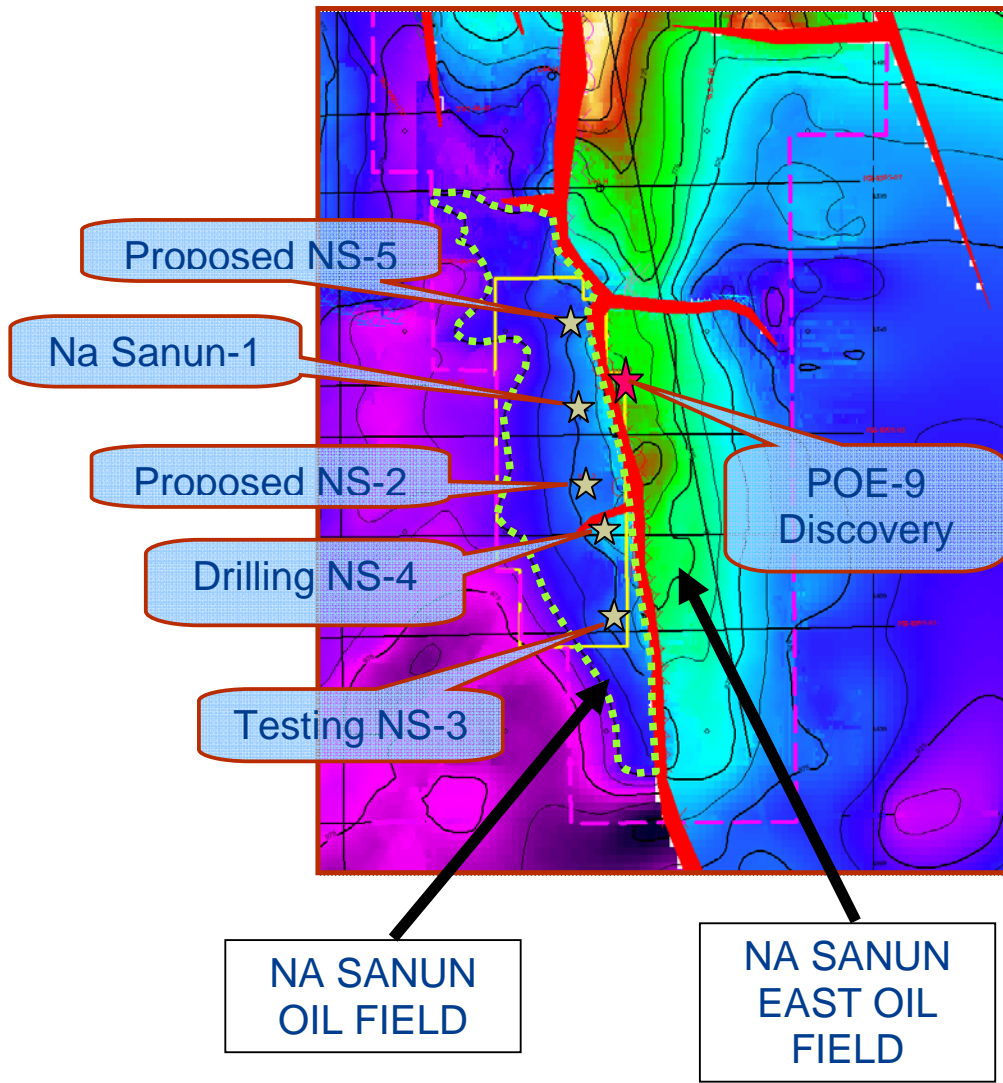 Proposed NS-5
Na Sanun-1
Proposed NS-2
Drilling NS-4
Testing NS-3
POE-9
Discovery
NA SANUN
OIL FIELD
NA SANUN
EAST OIL
FIELD